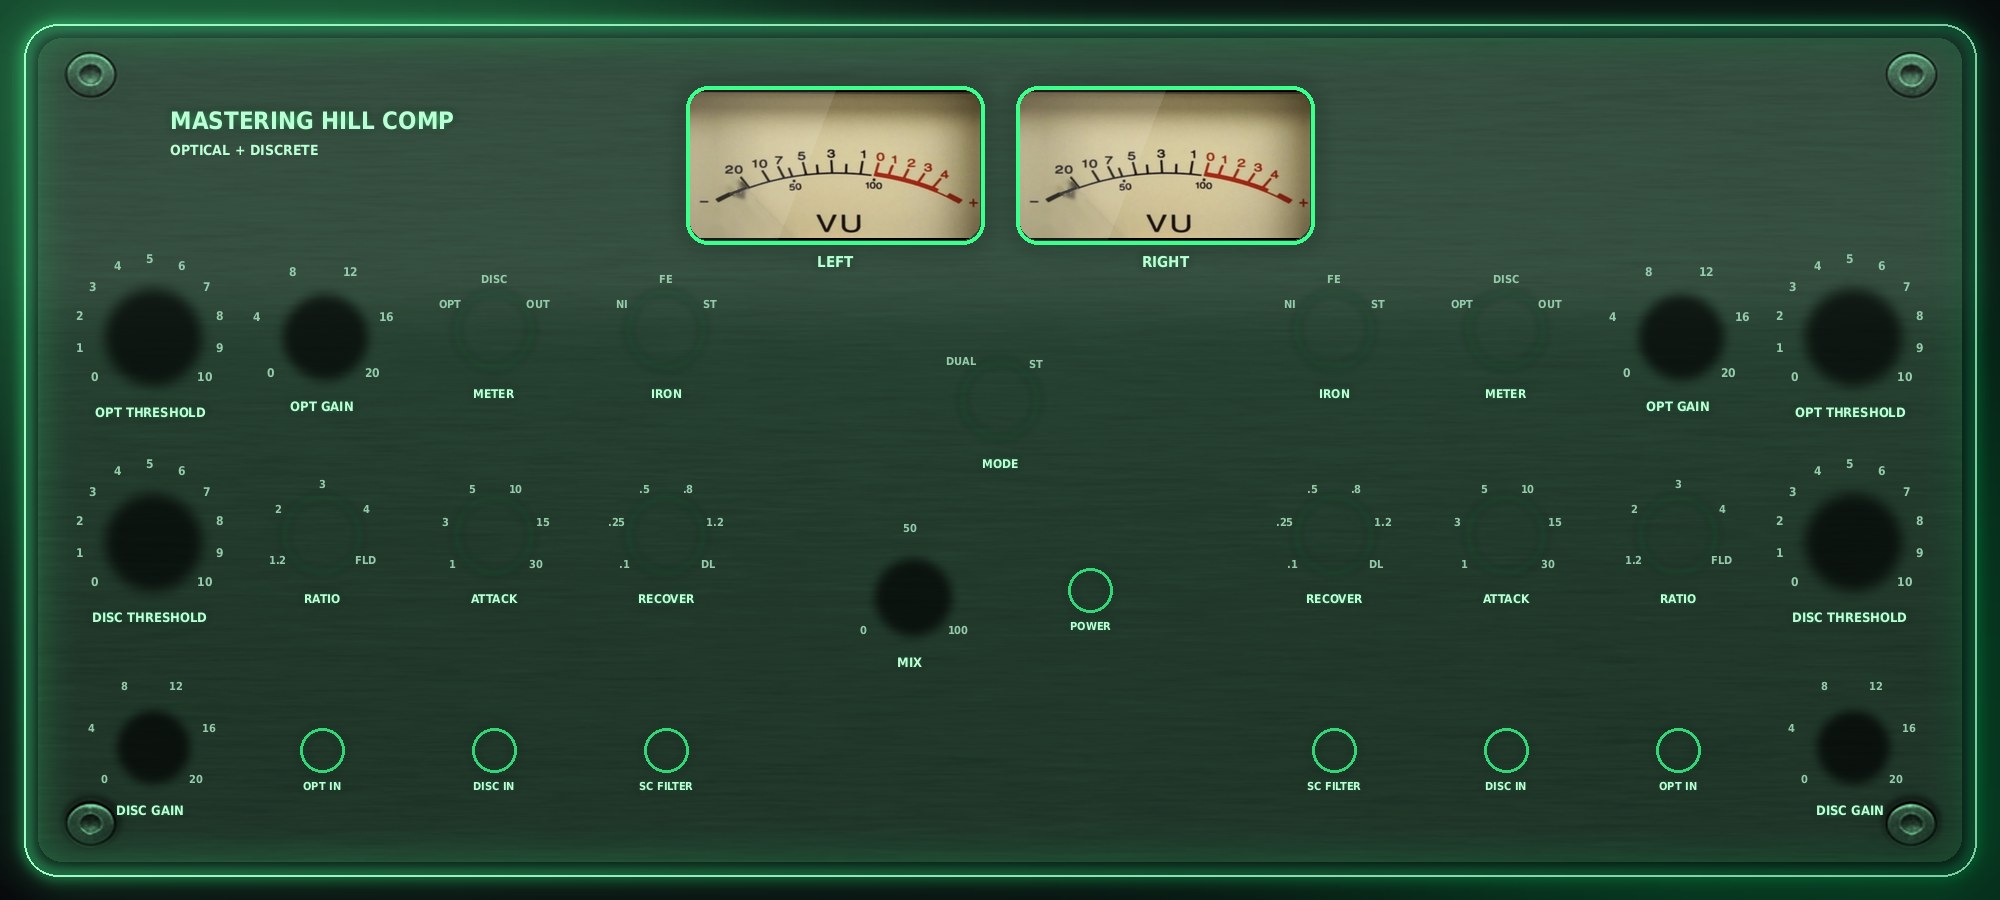 MASTERING HILL COMP
OPTICAL + DISCRETE
20 10 7 5 3 1 0 1 2 3 4
- 50 100 +
VU
LEFT
20 10 7 5 3 1 0 1 2 3 4
- 50 100 +
VU
RIGHT
0 1 2 3 4 5 6 7 8 9 10
OPT THRESHOLD
0 4 8 12 16 20
OPT GAIN
OPT DISC OUT
METER
NI FE ST
IRON
DUAL ST
MODE
NI FE ST
IRON
OPT DISC OUT
METER
0 4 8 12 16 20
OPT GAIN
0 1 2 3 4 5 6 7 8 9 10
OPT THRESHOLD
0 1 2 3 4 5 6 7 8 9 10
DISC THRESHOLD
1.2 2 3 4 FLD
RATIO
1 3 5 10 15 30
ATTACK
.1 .25 .5 .8 1.2 DL
RECOVER
0 50 100
MIX
POWER
.1 .25 .5 .8 1.2 DL
RECOVER
1 3 5 10 15 30
ATTACK
1.2 2 3 4 FLD
RATIO
0 1 2 3 4 5 6 7 8 9 10
DISC THRESHOLD
0 4 8 12 16 20
DISC GAIN
OPT IN
DISC IN
SC FILTER
SC FILTER
DISC IN
OPT IN
0 4 8 12 16 20
DISC GAIN